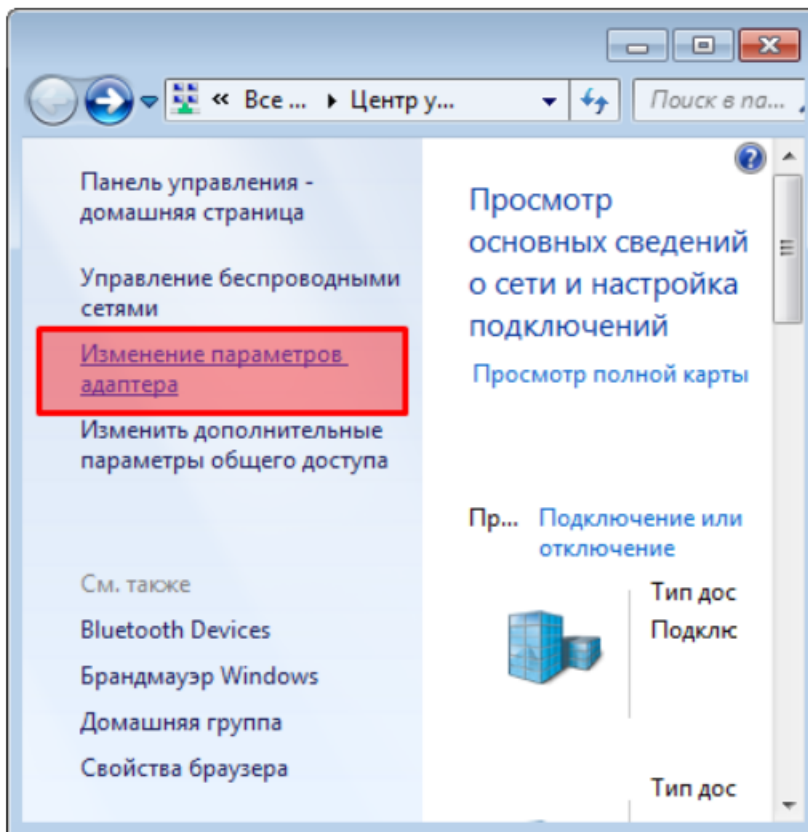 « Все ... Центр у...
Поиск в па...
Панель управления -
домашняя страница
Управление беспроводными
сетями
Изменение параметров
адаптера
Изменить дополнительные
параметры общего доступа
См. также
Bluetooth Devices
Брандмауэр Windows
Домашняя группа
Свойства браузера
Просмотр
основных сведений
о сети и настройка
подключений
Просмотр полной карты
Пр... Подключение или
отключение
Тип дос
Подклс
Тип дос